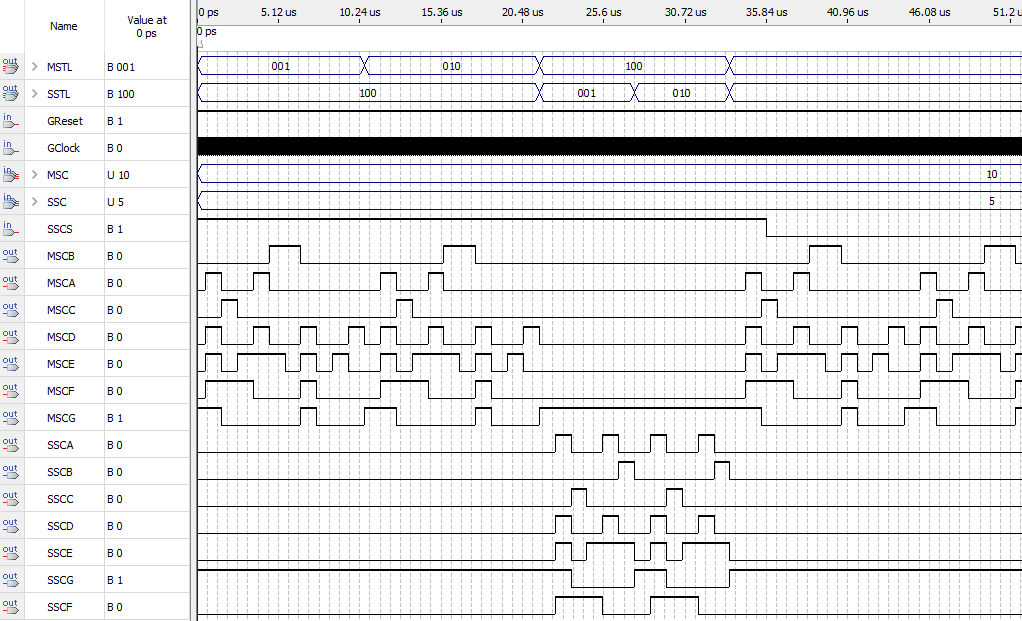 Name Value at 0 ps 0 ps 5.12 us 10.24 us 15.36 us 20.48 us 25.6 us 30.72 us 35.84 us 40.96 us 46.08 us 51.2 u
0 ps
out MSTL B 001 001 010 100
out SSTL B 100 100 001 010
in GReset B 1
in GClock B 0
in MSC U 10 10
in SSC U 5 5
in SSCS B 1
out MSCB B 0
out MSCA B 0
out MSCC B 0
out MSCD B 0
out MSCE B 0
out MSCF B 0
out MSCG B 1
out SSCA B 0
out SSCB B 0
out SSCC B 0
out SSCD B 0
out SSCE B 0
out SSCG B 1
out SSCF B 0